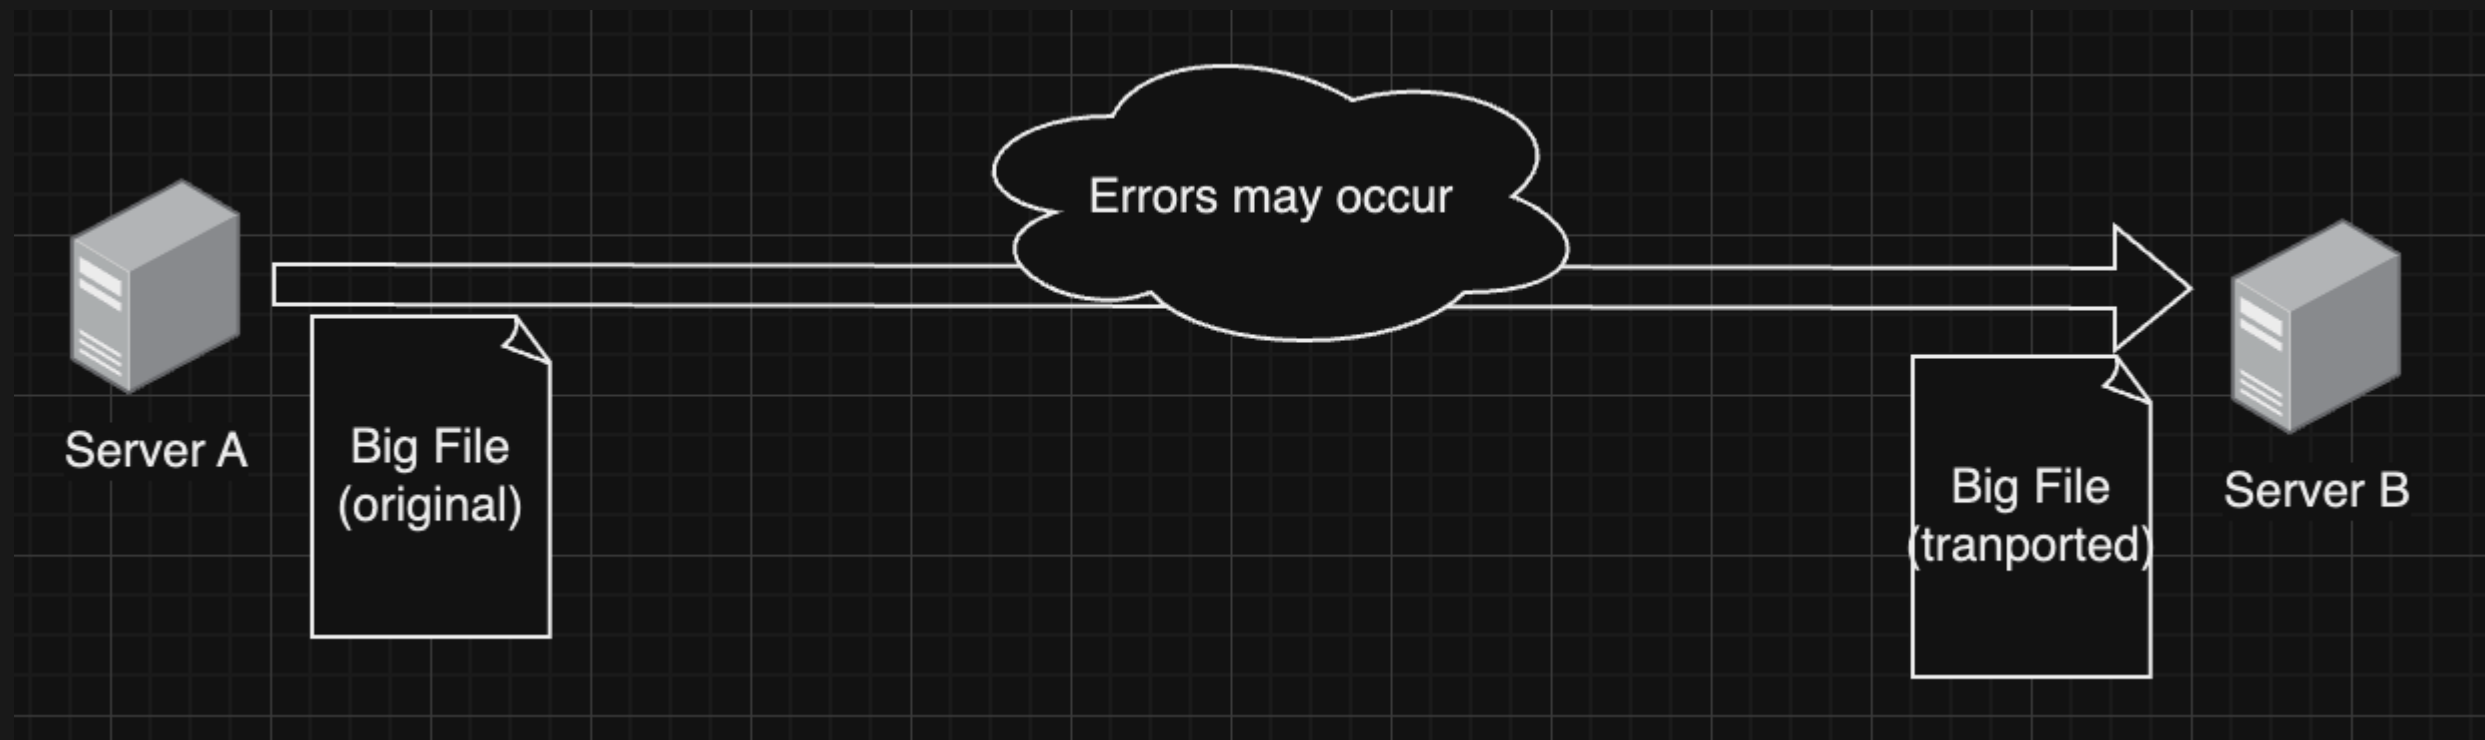 Errors may occur
Server A
Big File
(original)
Big File
(tranported)
Server B